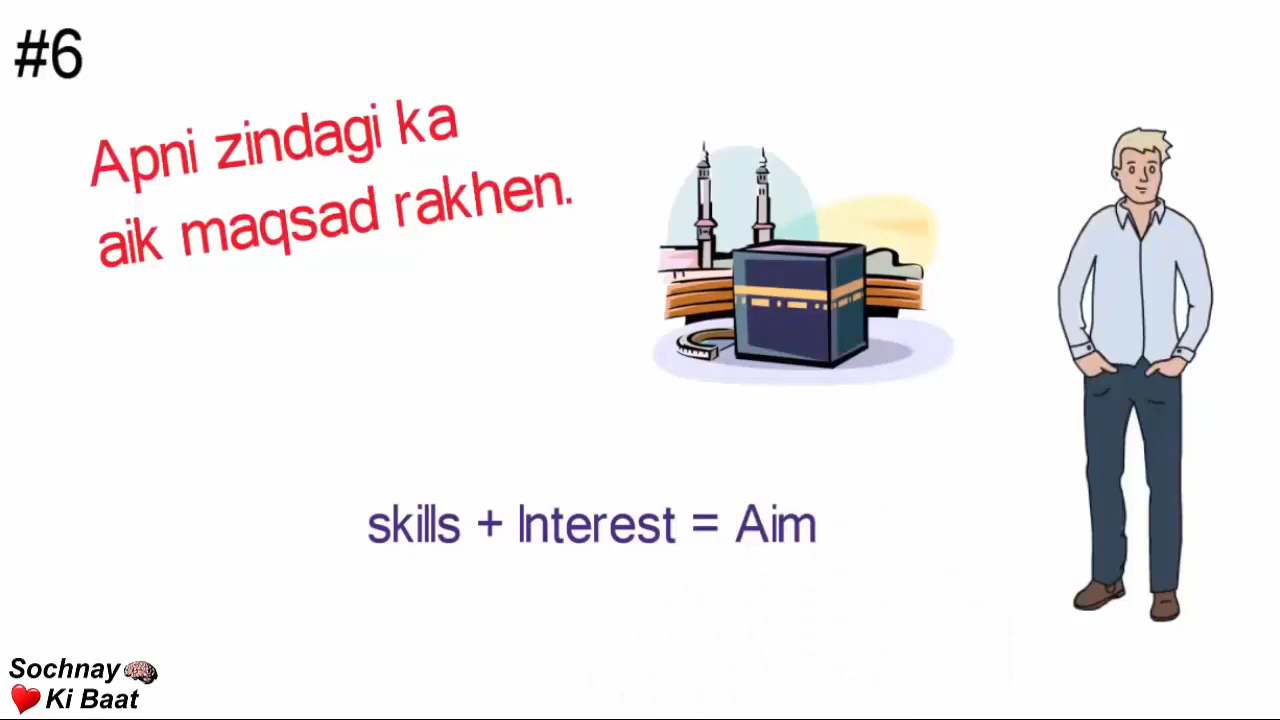 #6
Apni zindagi ka
aik maqsad rakhen.
skills + Interest = Aim
Sochnay
Ki Baat